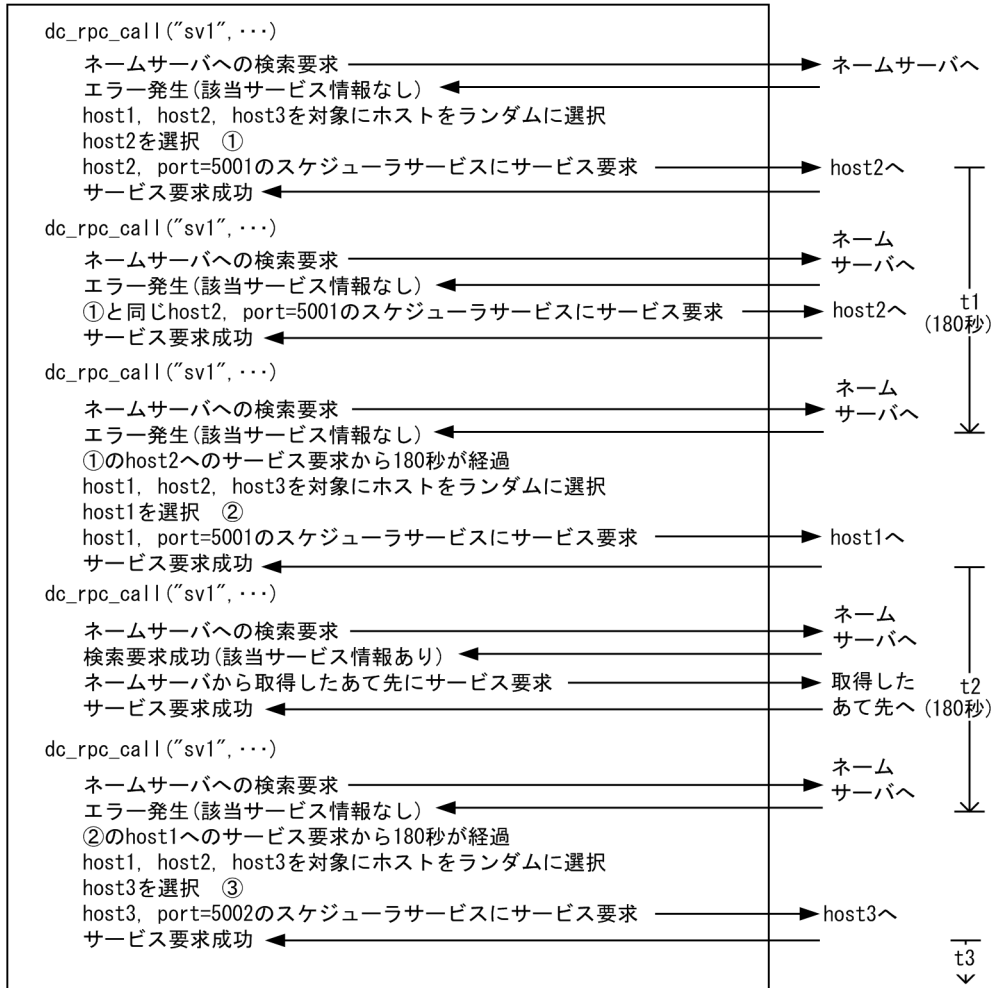 dc_rpc_call("sv1",···)
ネームサーバへの検索要求 ネームサーバへ
エラー発生(該当サービス情報なし)
host1, host2, host3を対象にホストをランダムに選択
host2を選択 ①
host2, port=5001のスケジューラサービスにサービス要求 host2へ
サービス要求成功
dc_rpc_call("sv1",···)
ネームサーバへの検索要求 ネーム
サーバへ
エラー発生(該当サービス情報なし)
①と同じhost2, port=5001のスケジューラサービスにサービス要求 host2へ
t1
(180秒)
サービス要求成功
dc_rpc_call("sv1",···)
ネームサーバへの検索要求 ネーム
サーバへ
エラー発生(該当サービス情報なし)
①のhost2へのサービス要求から180秒が経過
host1, host2, host3を対象にホストをランダムに選択
host1を選択 ②
host1, port=5001のスケジューラサービスにサービス要求 host1へ
サービス要求成功
dc_rpc_call("sv1",···)
ネームサーバへの検索要求 ネーム
サーバへ
検索要求成功(該当サービス情報あり)
ネームサーバから取得したあて先にサービス要求 取得した
あて先へ
t2
(180秒)
サービス要求成功
dc_rpc_call("sv1",···)
ネームサーバへの検索要求 ネーム
サーバへ
エラー発生(該当サービス情報なし)
②のhost1へのサービス要求から180秒が経過
host1, host2, host3を対象にホストをランダムに選択
host3を選択 ③
host3, port=5002のスケジューラサービスにサービス要求 host3へ
サービス要求成功
t3